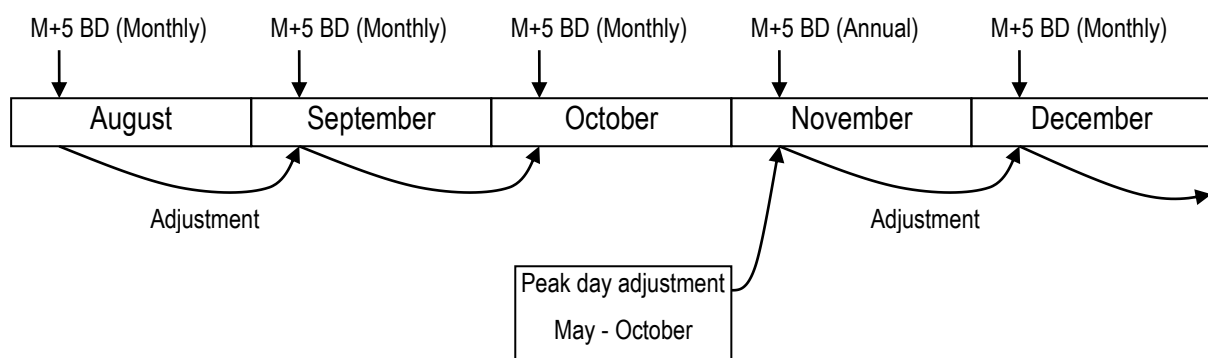 M+5 BD (Monthly) M+5 BD (Monthly) M+5 BD (Monthly) M+5 BD (Annual) M+5 BD (Monthly)
August September October November December
Adjustment Adjustment
Peak day adjustment
May - October